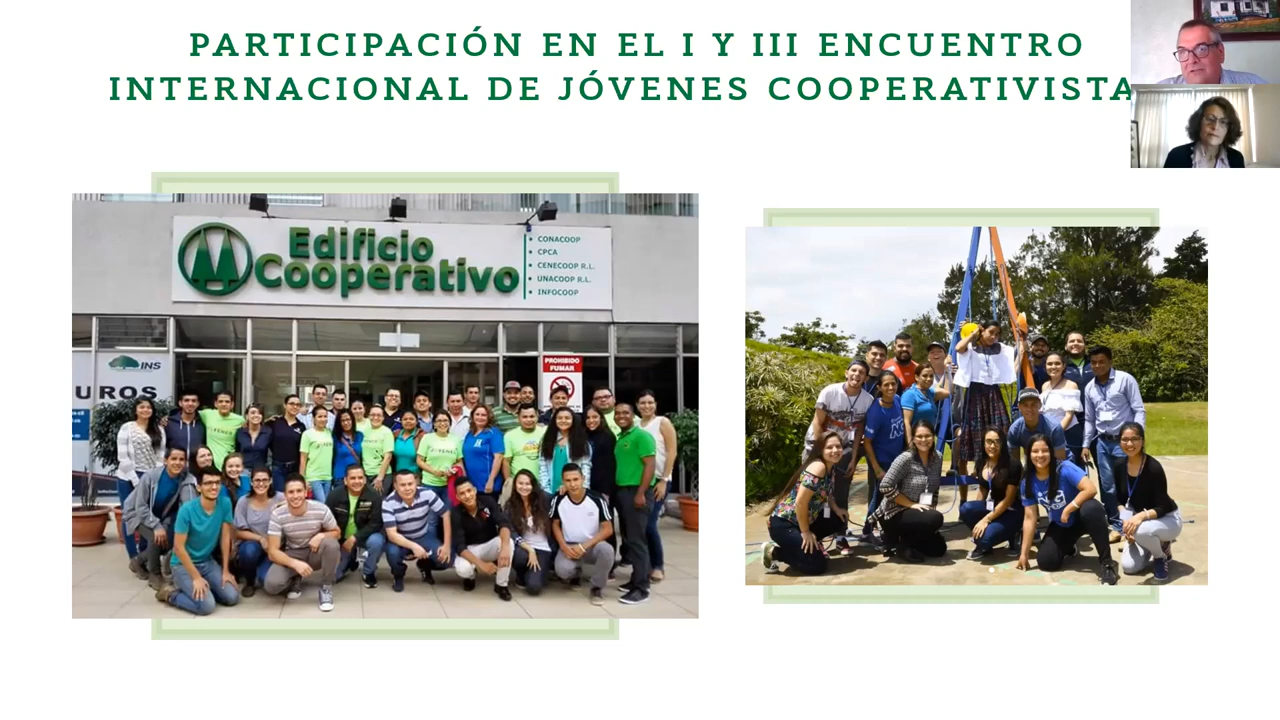 PARTICIPACIÓN EN EL I Y III ENCUENTRO
INTERNACIONAL DE JÓVENES COOPERATIVISTA
Edificio
Cooperativo
• CONACOOP
• CPCA
• CENECOOP R.L.
• UNACOOP R.L.
• INFOCOOP
INS
UROS
PROHIBIDO
FUMAR